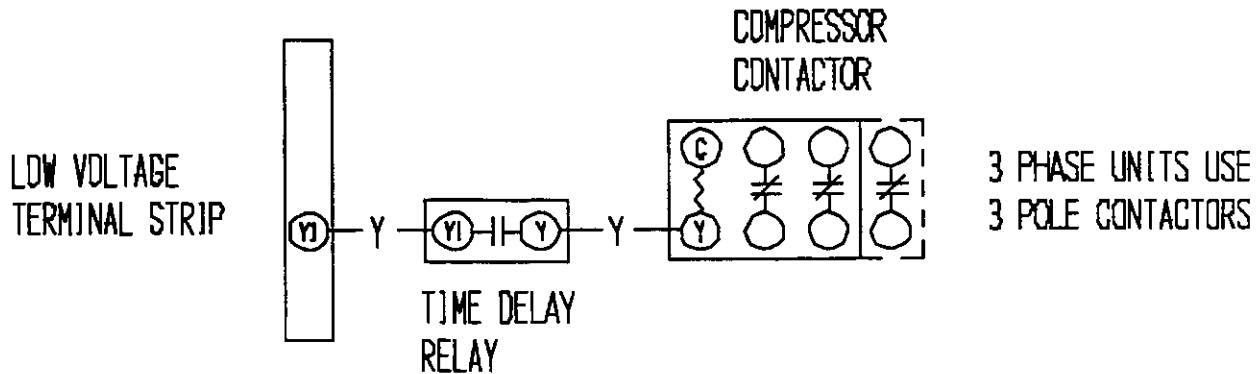 COMPRESSOR
CONTACTOR
LOW VOLTAGE
TERMINAL STRIP
Y1
Y
Y1
Y
Y
C
Y
TIME DELAY
RELAY
3 PHASE UNITS USE
3 POLE CONTACTORS